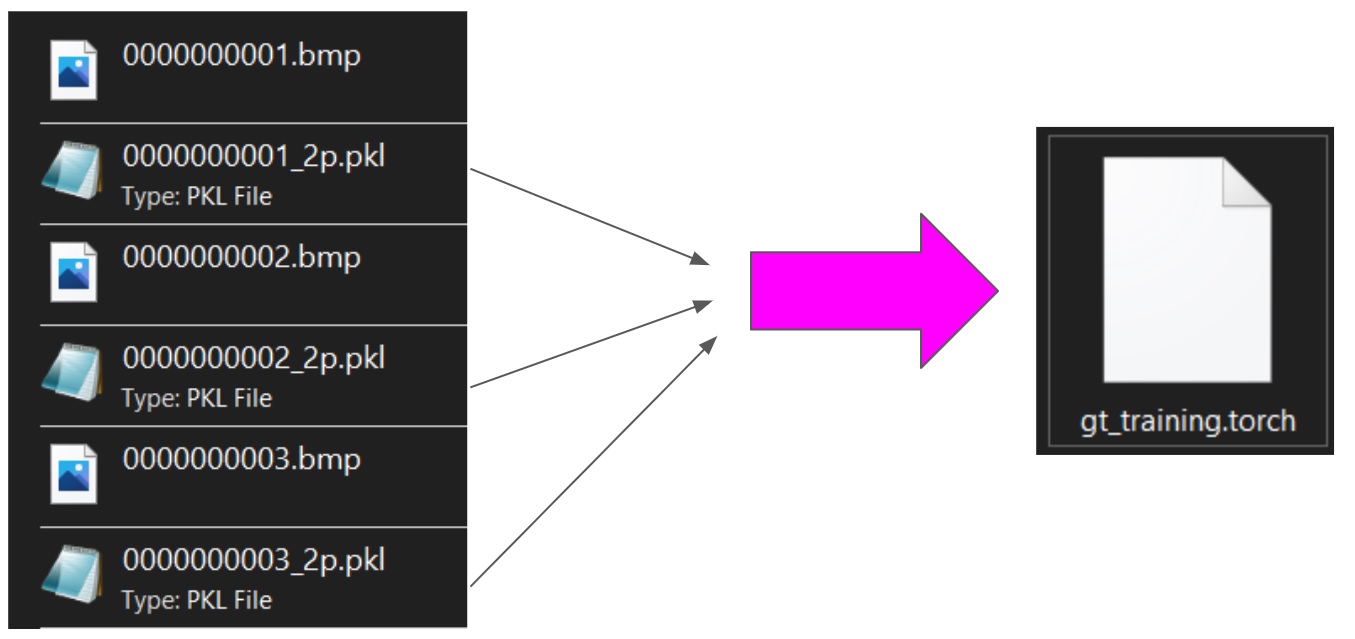 0000000001.bmp
0000000001_2p.pkl
Type: PKL File
0000000002.bmp
0000000002_2p.pkl
Type: PKL File
0000000003.bmp
0000000003_2p.pkl
Type: PKL File
gt_training.torch